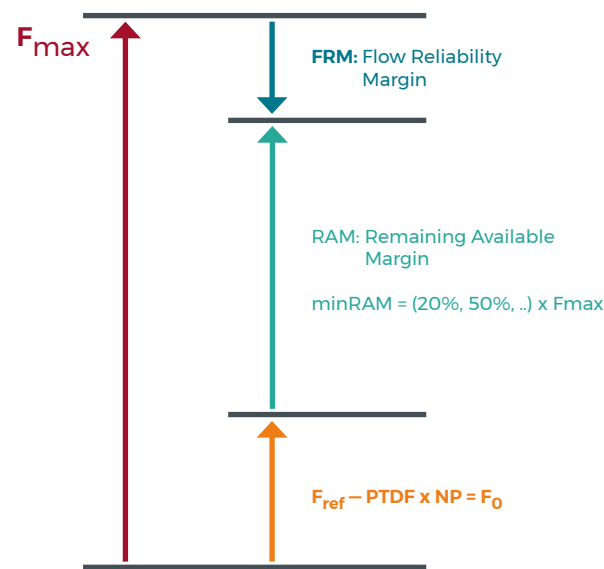 Fmax
FRM: Flow Reliability
Margin
RAM: Remaining Available
Margin
minRAM = (20%, 50%, ..) x Fmax
Fref – PTDF x NP = F0